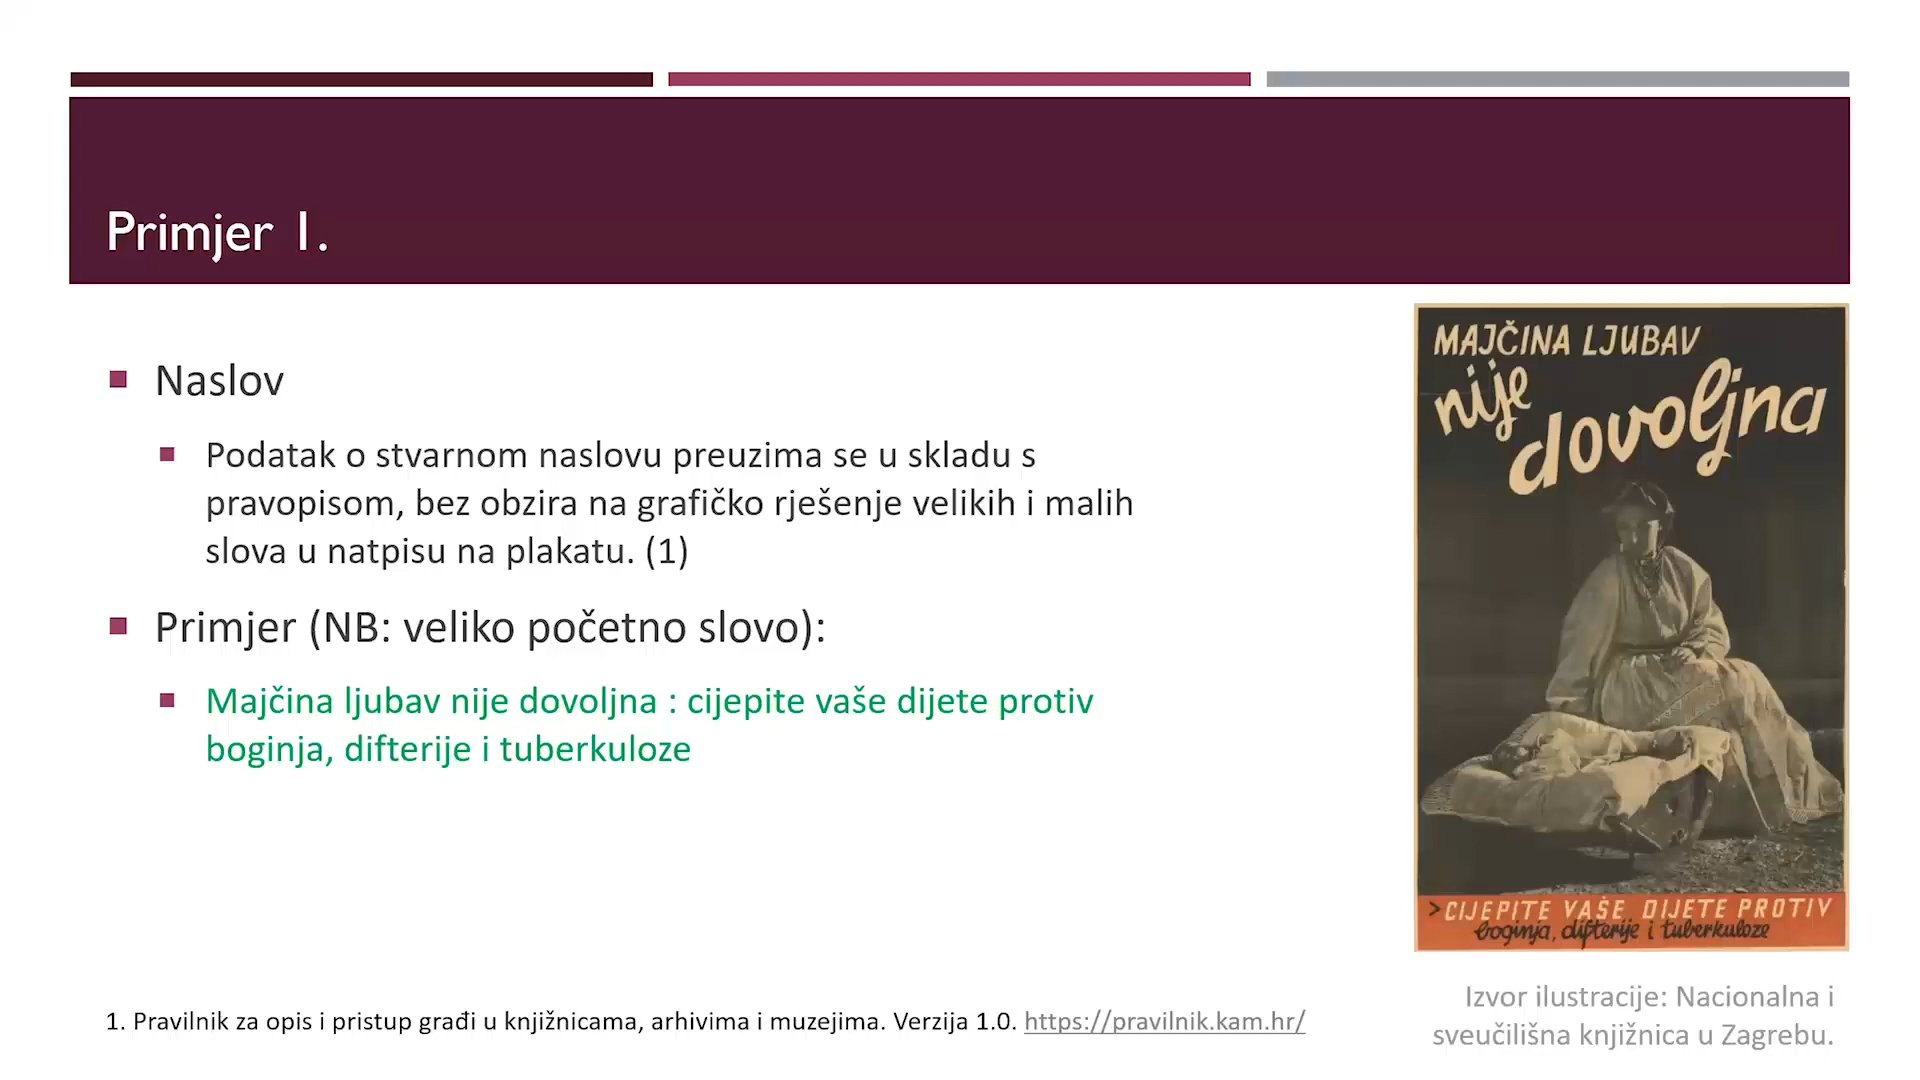 Primjer 1.
Naslov
Podatak o stvarnom naslovu preuzima se u skladu s
pravopisom, bez obzira na grafičko rješenje velikih i malih
slova u natpisu na plakatu. (1)
Primjer (NB: veliko početno slovo):
Majčina ljubav nije dovoljna : cijepite vaše dijete protiv
boginja, difterije i tuberkuloze
MAJČINA LJUBAV
nije
dovoljna
>CIJEPITE VAŠE DIJETE PROTIV
boginja, difterije i tuberkuloze
1. Pravilnik za opis i pristup građi u knjižnicama, arhivima i muzejima. Verzija 1.0. https://pravilnik.kam.hr/
Izvor ilustracije: Nacionalna i
sveučilišna knjižnica u Zagrebu.